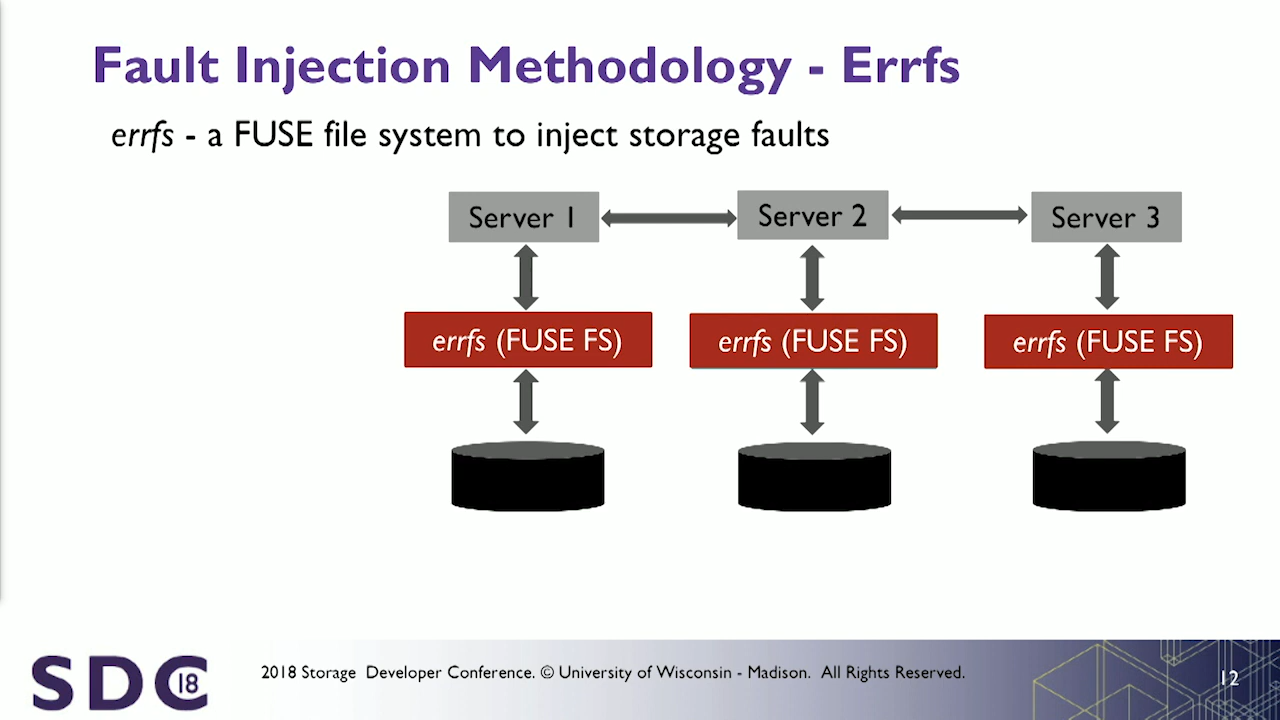 Fault Injection Methodology - Errfs
errfs - a FUSE file system to inject storage faults
Server 1
Server 2
Server 3
errfs (FUSE FS)
errfs (FUSE FS)
errfs (FUSE FS)
SDC 18
2018 Storage Developer Conference. © University of Wisconsin - Madison. All Rights Reserved.
12